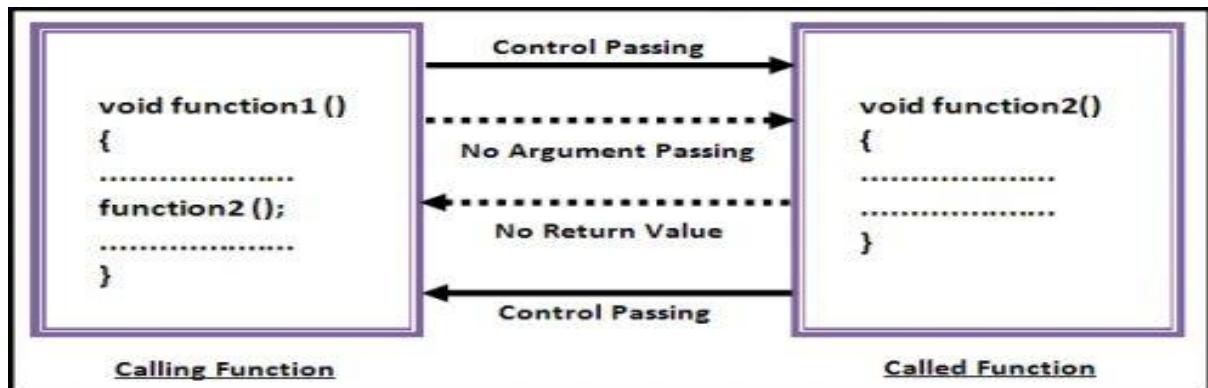 void function1 ()
{
......................
function2 ();
......................
}
Calling Function
Control Passing
No Argument Passing
No Return Value
Control Passing
void function2()
{
......................
......................
}
Called Function